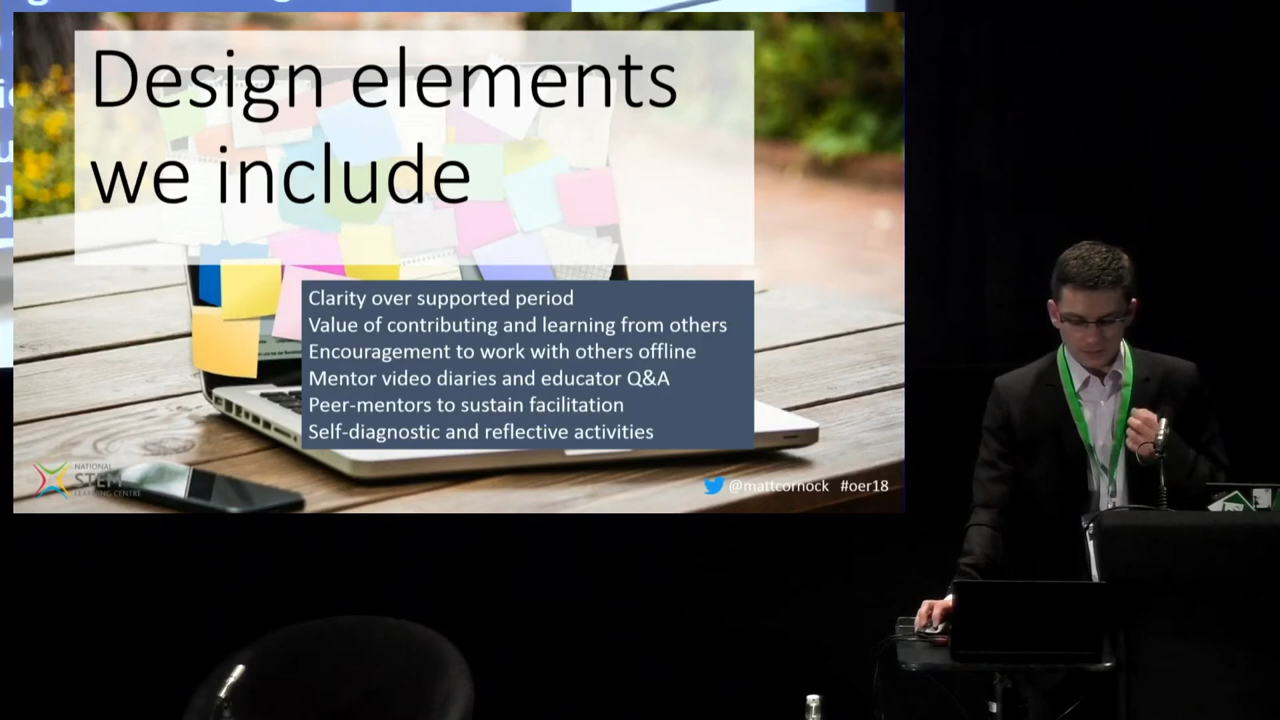 Design elements
we include
Clarity over supported period
Value of contributing and learning from others
Encouragement to work with others offline
Mentor video diaries and educator Q&A
Peer-mentors to sustain facilitation
Self-diagnostic and reflective activities
NATIONAL
STEM
LEARNING CENTRE
@mattcornock #oer18